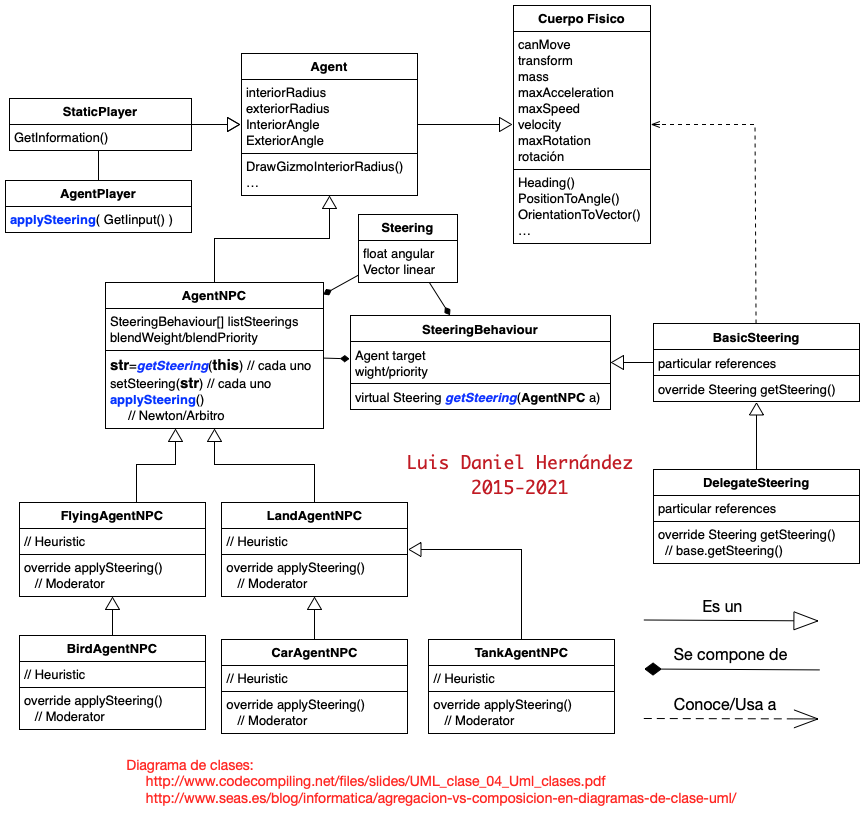 Cuerpo Fisico
canMove
transform
mass
maxAcceleration
maxSpeed
velocity
maxRotation
rotación
Heading()
PositionToAngle()
OrientationToVector()
…
Agent
interiorRadius
exteriorRadius
InteriorAngle
ExteriorAngle
DrawGizmoInteriorRadius()
…
StaticPlayer
GetInformation()
AgentPlayer
applySteering( GetIinput() )
Steering
float angular
Vector linear
AgentNPC
SteeringBehaviour[] listSteerings
blendWeight/blendPriority
str=getSteering(this) // cada uno
setSteering(str) // cada uno
applySteering()
// Newton/Arbitro
SteeringBehaviour
Agent target
wight/priority
virtual Steering getSteering(AgentNPC a)
BasicSteering
particular references
override Steering getSteering()
Luis Daniel Hernández
2015-2021
DelegateSteering
particular references
override Steering getSteering()
// base.getSteering()
FlyingAgentNPC
// Heuristic
override applySteering()
// Moderator
LandAgentNPC
// Heuristic
override applySteering()
// Moderator
BirdAgentNPC
// Heuristic
override applySteering()
// Moderator
CarAgentNPC
// Heuristic
override applySteering()
// Moderator
TankAgentNPC
// Heuristic
override applySteering()
// Moderator
Es un
Se compone de
Conoce/Usa a
Diagrama de clases:
http://www.codecompiling.net/files/slides/UML_clase_04_Uml_clases.pdf
http://www.seas.es/blog/informatica/agregacion-vs-composicion-en-diagramas-de-clase-uml/